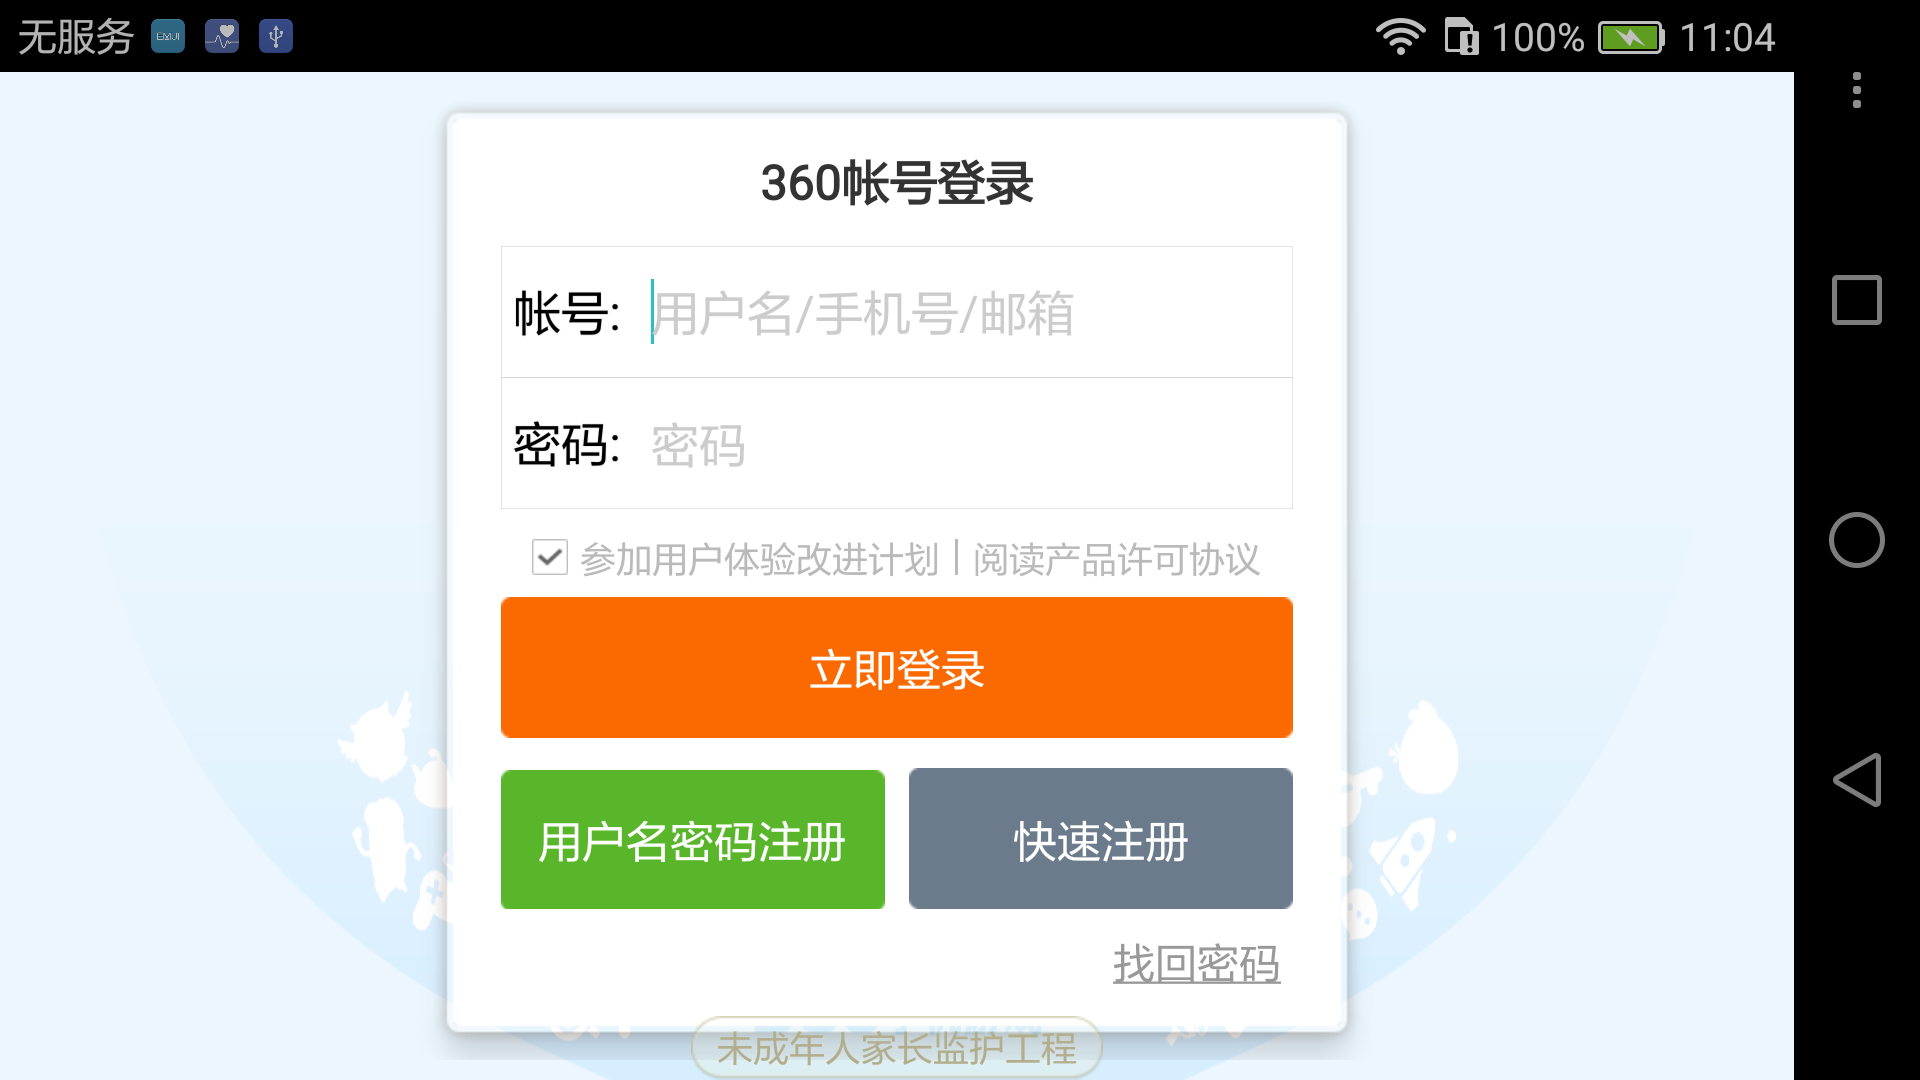 无服务 EMUI 100% 11:04
360帐号登录
帐号: 用户名/手机号/邮箱
密码: 密码
参加用户体验改进计划 | 阅读产品许可协议
立即登录
用户名密码注册 快速注册
找回密码
未成年人家长监护工程